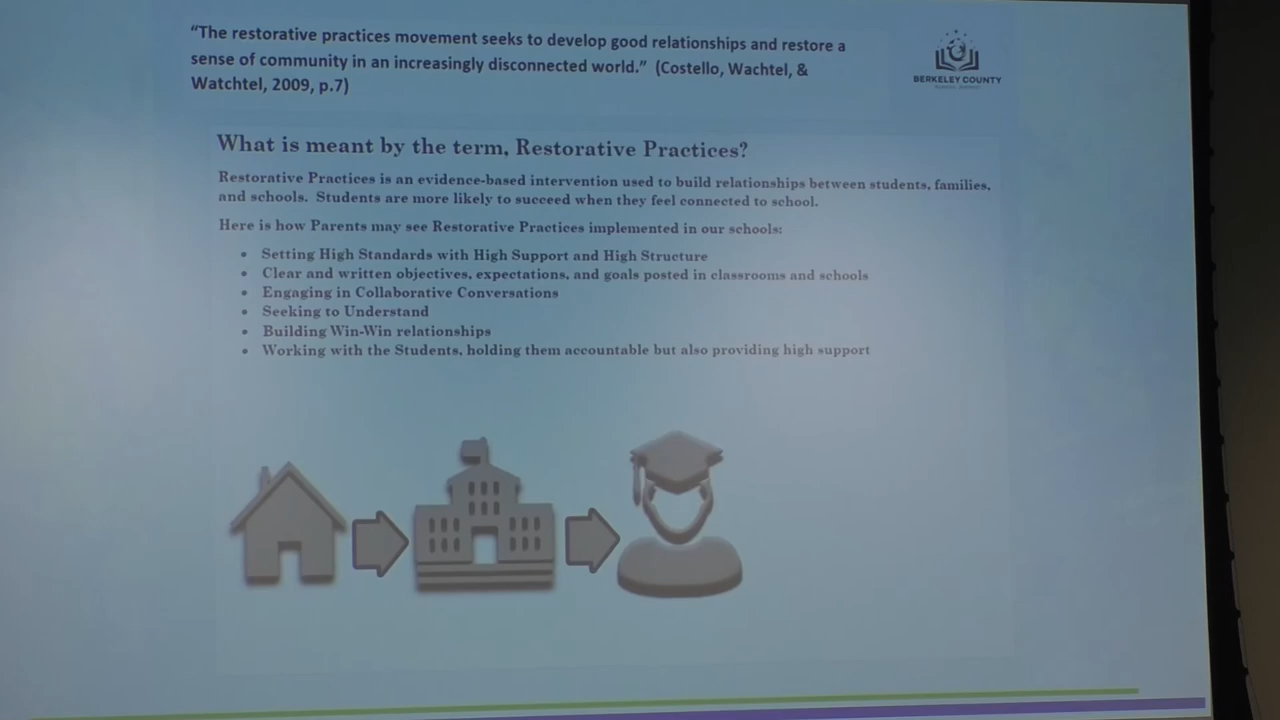 “The restorative practices movement seeks to develop good relationships and restore a
sense of community in an increasingly disconnected world.” (Costello, Wachtel, &
Watchtel, 2009, p.7)
BERKELEY COUNTY
What is meant by the term, Restorative Practices?
Restorative Practices is an evidence-based intervention used to build relationships between students, families,
and schools. Students are more likely to succeed when they feel connected to school.
Here is how Parents may see Restorative Practices implemented in our schools:
• Setting High Standards with High Support and High Structure
• Clear and written objectives, expectations, and goals posted in classrooms and schools
• Engaging in Collaborative Conversations
• Seeking to Understand
• Building Win-Win relationships
• Working with the Students, holding them accountable but also providing high support